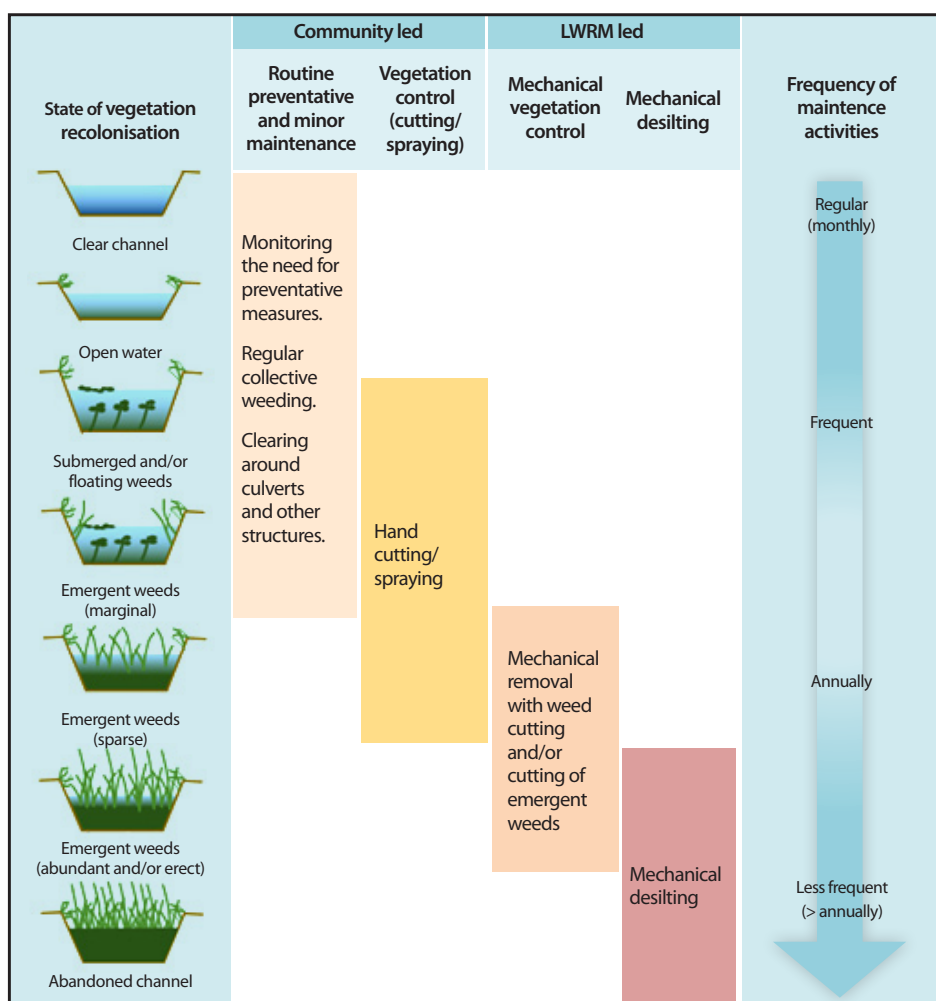 Community led
LWRM led
State of vegetation
recolonisation
Routine
preventative
and minor
maintenance
Vegetation
control
(cutting/
spraying)
Mechanical
vegetation
control
Mechanical
desilting
Frequency of
maintence
activities
Clear channel
Open water
Submerged and/or
floating weeds
Emergent weeds
(marginal)
Emergent weeds
(sparse)
Emergent weeds
(abundant and/or erect)
Abandoned channel
Monitoring
the need for
preventative
measures.
Regular
collective
weeding.
Clearing
around
culverts
and other
structures.
Hand
cutting/
spraying
Mechanical
removal
with weed
cutting
and/or
cutting of
emergent
weeds
Mechanical
desilting
Regular
(monthly)
Frequent
Annually
Less frequent
(> annually)